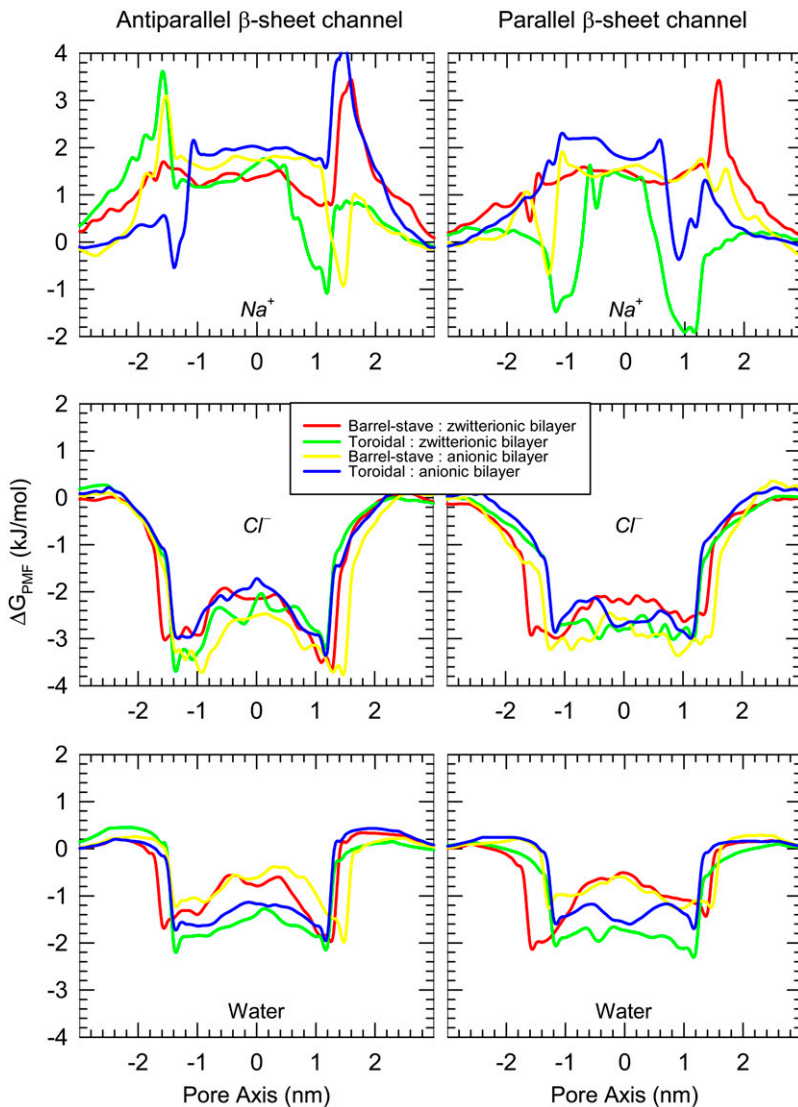 Antiparallel β-sheet channel
Parallel β-sheet channel
4
3
2
1
0
-1
-2
Na⁺
-2 -1 0 1 2
Na⁺
-2 -1 0 1 2
2
1
0
-1
-2
-3
-4
Barrel-stave : zwitterionic bilayer
Toroidal : zwitterionic bilayer
Barrel-stave : anionic bilayer
Toroidal : anionic bilayer
Cl⁻
Cl⁻
ΔG_PMF (kJ/mol)
-2 -1 0 1 2
-2 -1 0 1 2
2
1
0
-1
-2
-3
-4
Water
Water
-2 -1 0 1 2
-2 -1 0 1 2
Pore Axis (nm)
Pore Axis (nm)